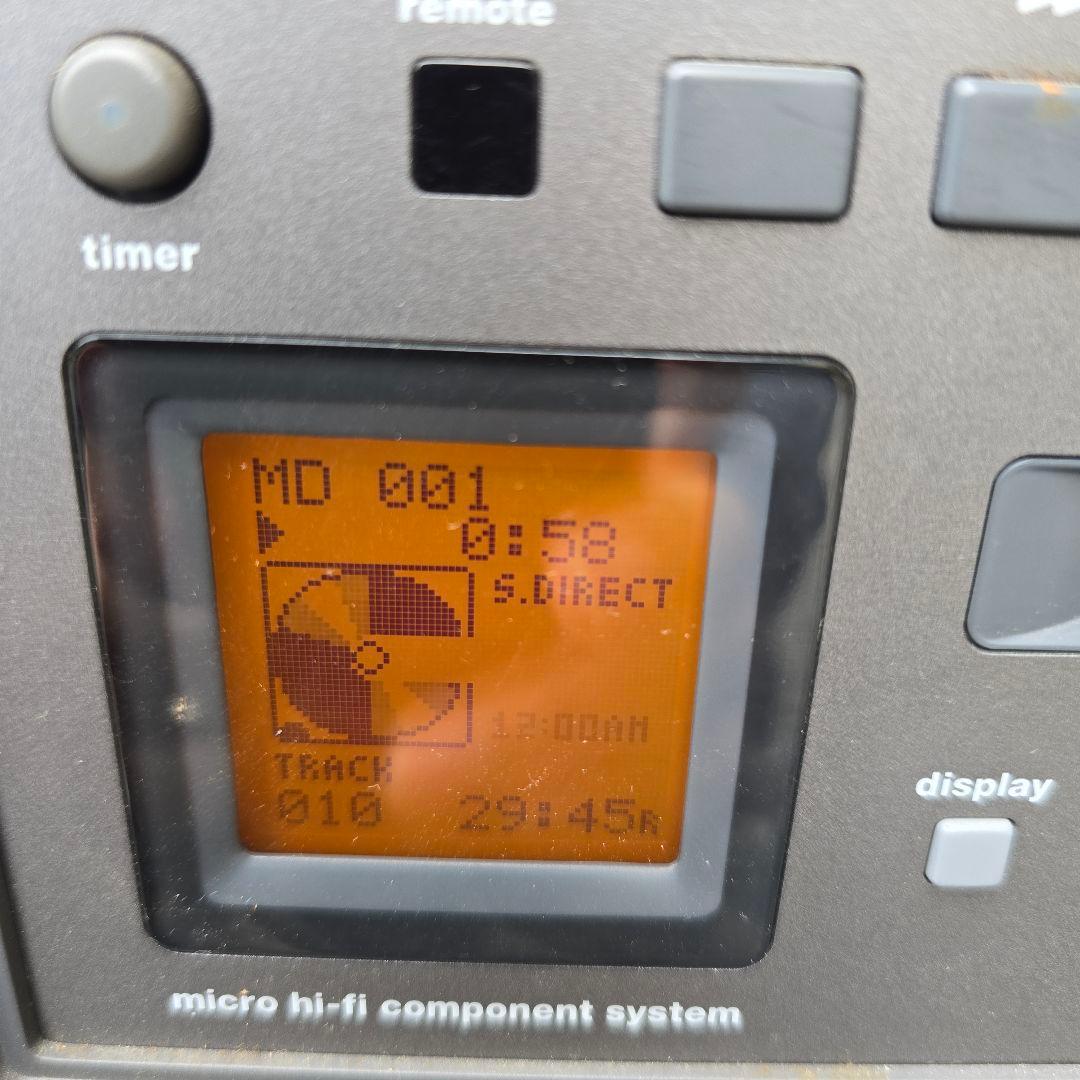 remote
timer
MD 001
0:58
S.DIRECT
12:00AM
TRACK
010 29:45R
display
micro hi-fi component system